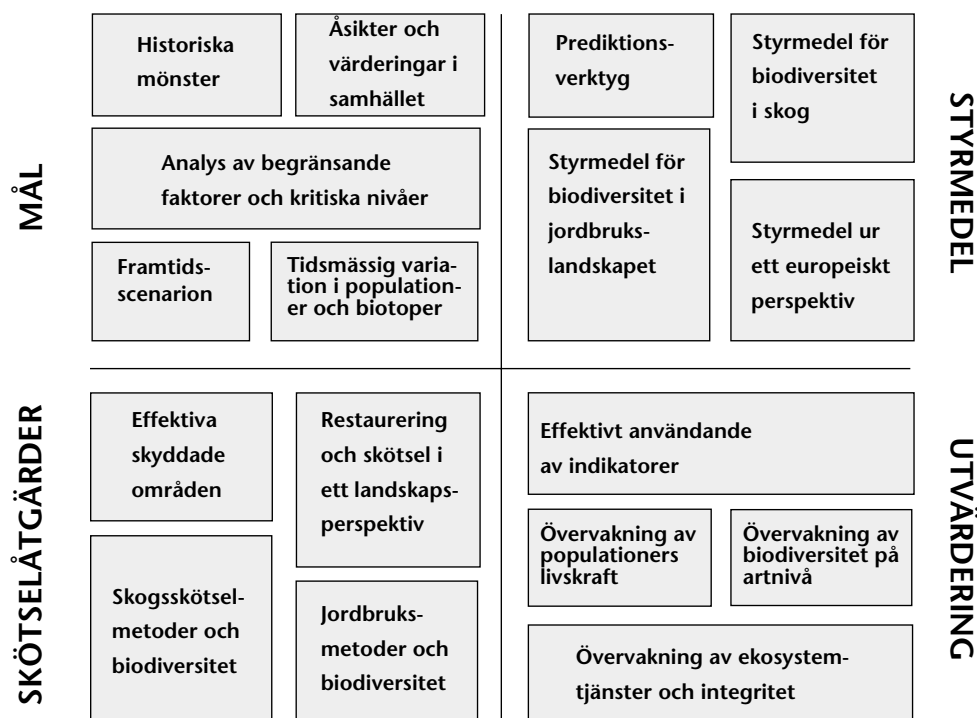 MÅL
Historiska
mönster
Åsikter och
värderingar i
samhället
Analys av begränsande
faktorer och kritiska nivåer
Framtids-
scenarion
Tidsmässig varia-
tion i population-
er och biotoper
STYRMEDEL
Prediktions-
verktyg
Styrmedel för
biodiversitet
i skog
Styrmedel för
biodiversitet i
jordbruks-
landskapet
Styrmedel ur
ett europeiskt
perspektiv
SKÖTSELÅTGÄRDER
Effektiva
skyddade
områden
Restaurering
och skötsel i
ett landskaps-
perspektiv
Skogsskötsel-
metoder och
biodiversitet
Jordbruks-
metoder och
biodiversitet
UTVÄRDERING
Effektivt användande
av indikatorer
Övervakning av
populationers
livskraft
Övervakning av
biodiversitet på
artnivå
Övervakning av ekosystem-
tjänster och integritet